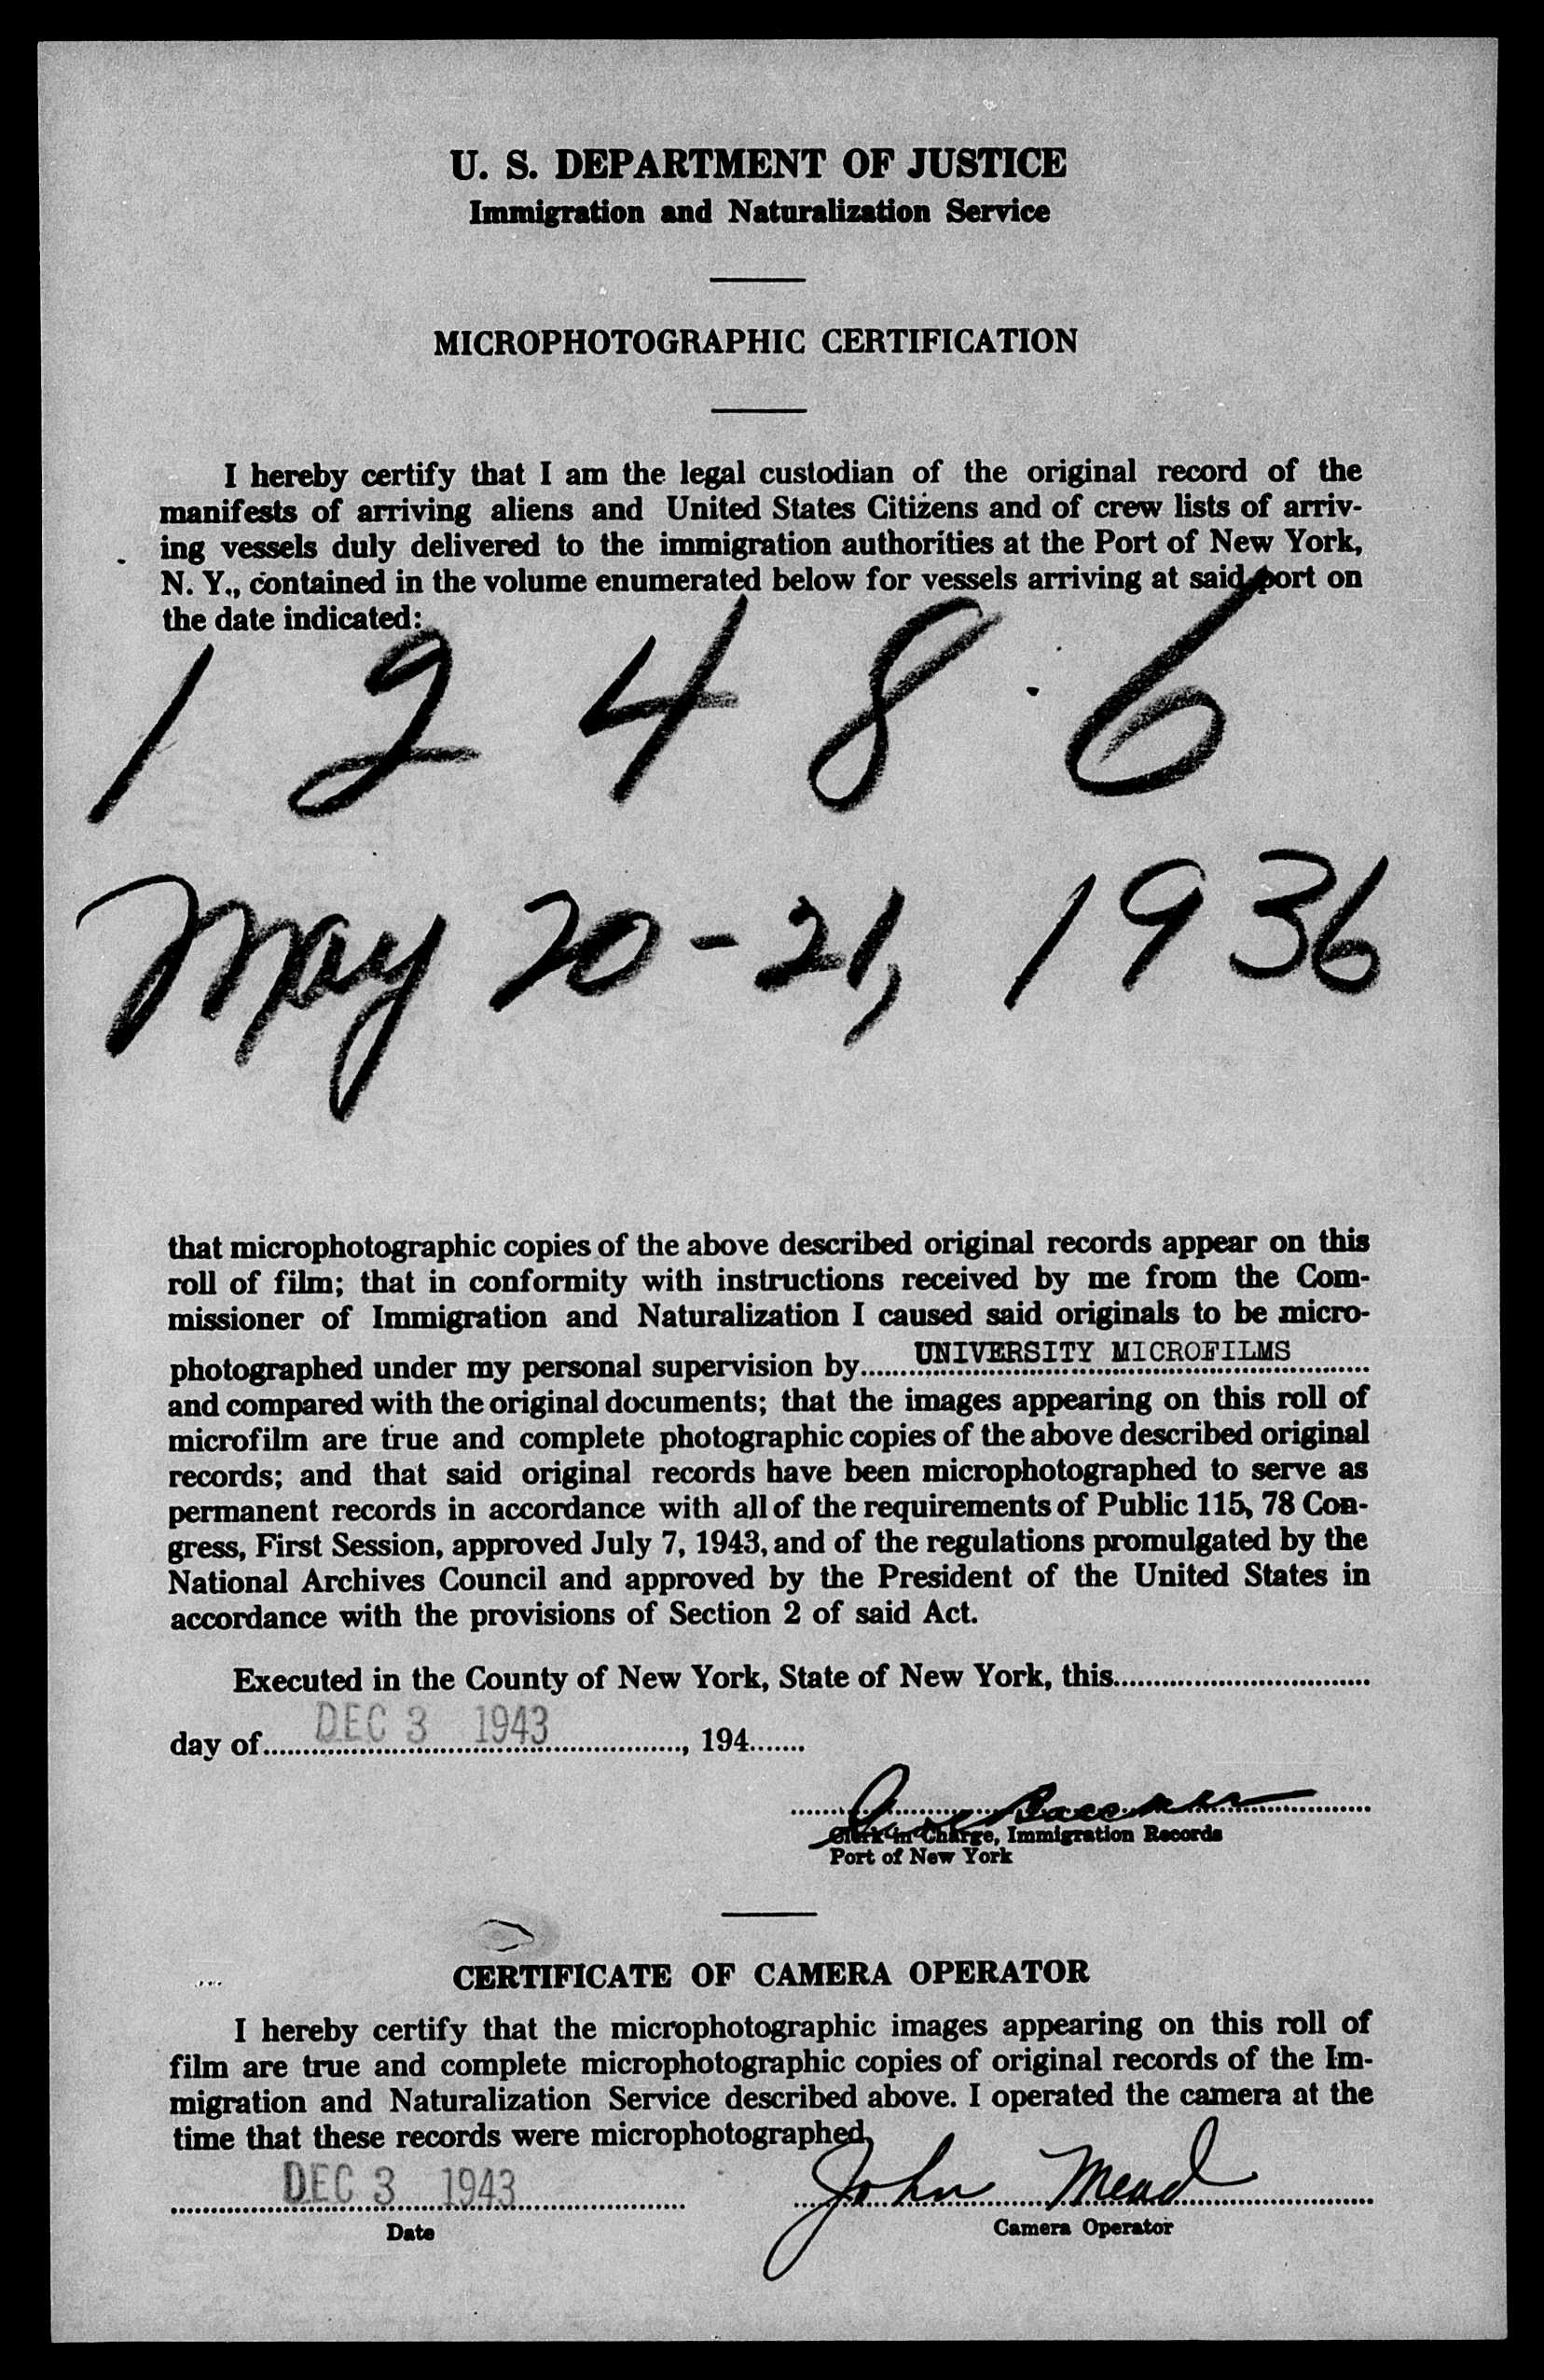 U. S. DEPARTMENT OF JUSTICE
Immigration and Naturalization Service
MICROPHOTOGRAPHIC CERTIFICATION
I hereby certify that I am the legal custodian of the original record of the
manifests of arriving aliens and United States Citizens and of crew lists of arriv-
ing vessels duly delivered to the immigration authorities at the Port of New York,
N. Y., contained in the volume enumerated below for vessels arriving at said port on
the date indicated:
1 2 4 8 6
May 20-21, 1936
that microphotographic copies of the above described original records appear on this
roll of film; that in conformity with instructions received by me from the Com-
missioner of Immigration and Naturalization I caused said originals to be micro-
photographed under my personal supervision by UNIVERSITY MICROFILMS
and compared with the original documents; that the images appearing on this roll of
microfilm are true and complete photographic copies of the above described original
records; and that said original records have been microphotographed to serve as
permanent records in accordance with all of the requirements of Public 115, 78 Con-
gress, First Session, approved July 7, 1943, and of the regulations promulgated by the
National Archives Council and approved by the President of the United States in
accordance with the provisions of Section 2 of said Act.
Executed in the County of New York, State of New York, this
day of DEC 3 1943, 194
Clerk in Charge, Immigration Records
Port of New York
CERTIFICATE OF CAMERA OPERATOR
I hereby certify that the microphotographic images appearing on this roll of
film are true and complete microphotographic copies of original records of the Im-
migration and Naturalization Service described above. I operated the camera at the
time that these records were microphotographed.
DEC 3 1943 John Mead
Date Camera Operator